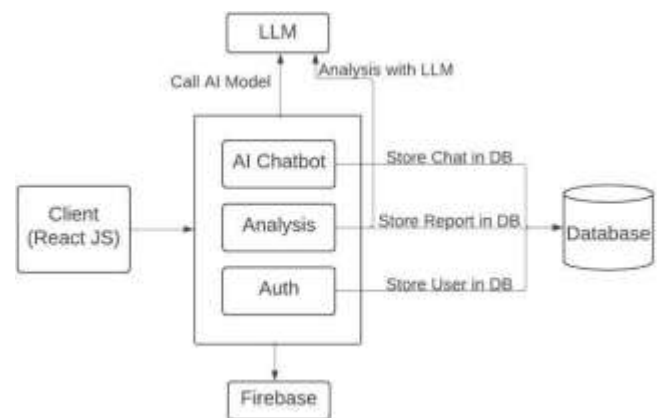 LLM
Call AI Model
Analysis with LLM
AI Chatbot
Store Chat in DB
Client
(React JS)
Analysis
Store Report in DB
Database
Auth
Store User in DB
Firebase